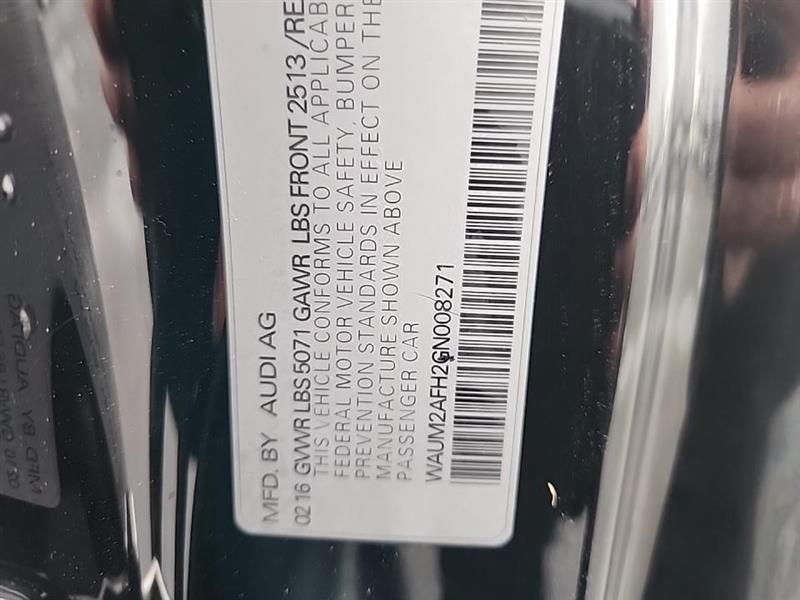 MFD. BY AUDI AG
02 16 GVWR LBS 5071 GAWR LBS FRONT 2513 /RE
THIS VEHICLE CONFORMS TO ALL APPLICAB
FEDERAL MOTOR VEHICLE SAFETY, BUMPER
PREVENTION STANDARDS IN EFFECT ON THE
MANUFACTURE SHOWN ABOVE
PASSENGER CAR
WAUM2AFH2GN008271